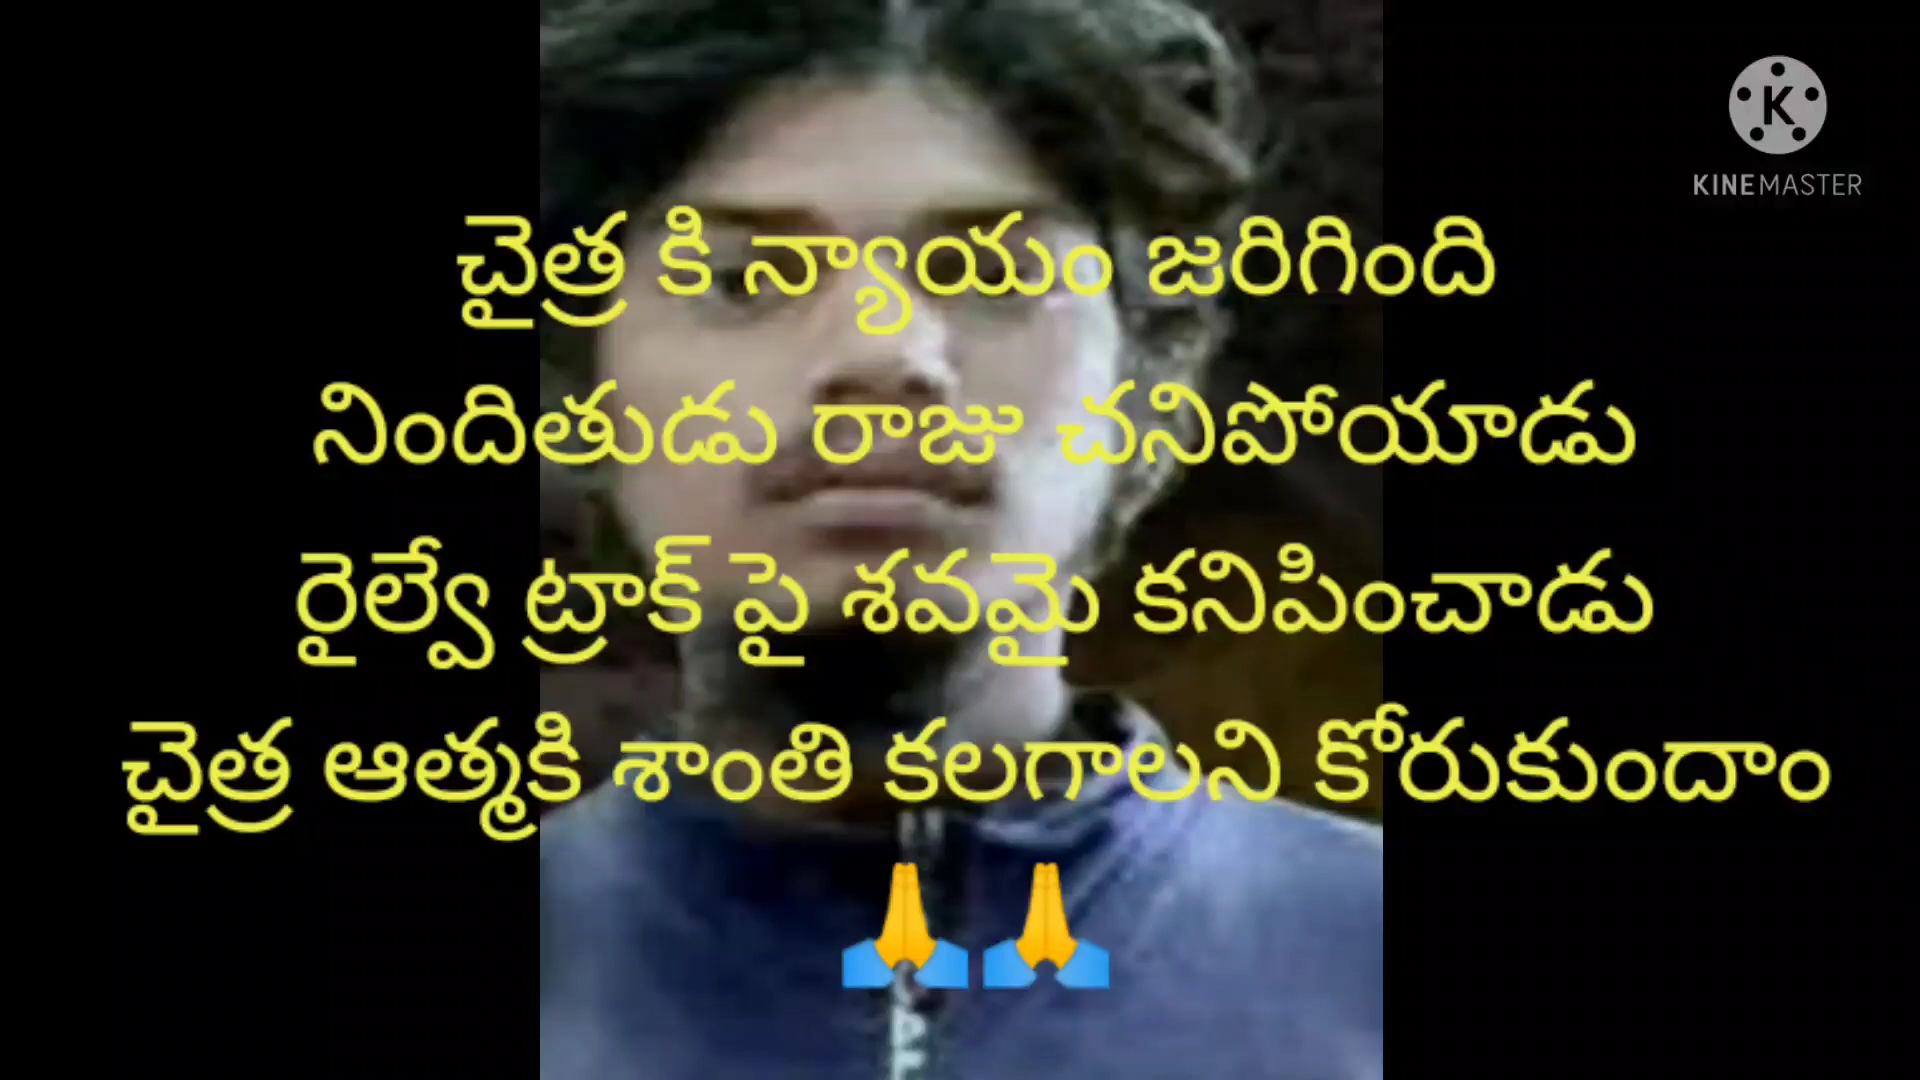 KINEMASTER
చైత్ర కి న్యాయం జరిగింది
నిందితుడు రాజు చనిపోయాడు
రైల్వే ట్రాక్ పై శవమై కనిపించాడు
చైత్ర ఆత్మకి శాంతి కలగాలని కోరుకుందాం
🙏🙏